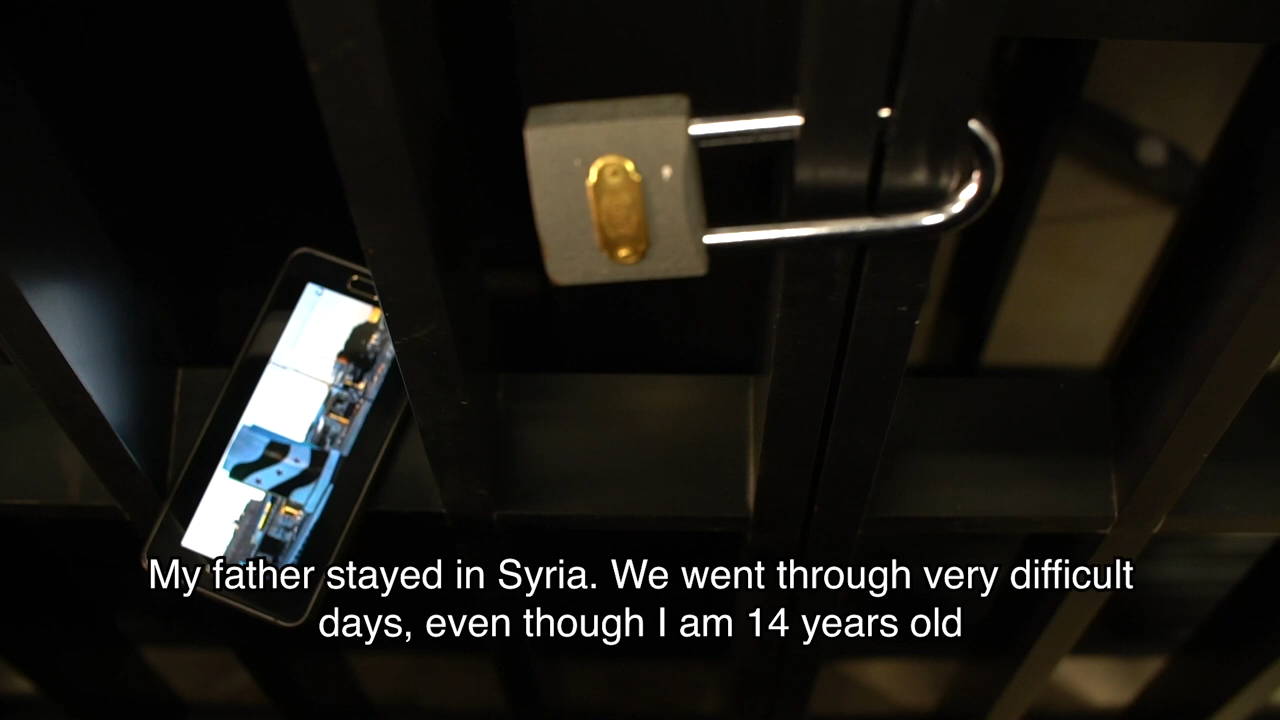 My father stayed in Syria. We went through very difficult
days, even though I am 14 years old